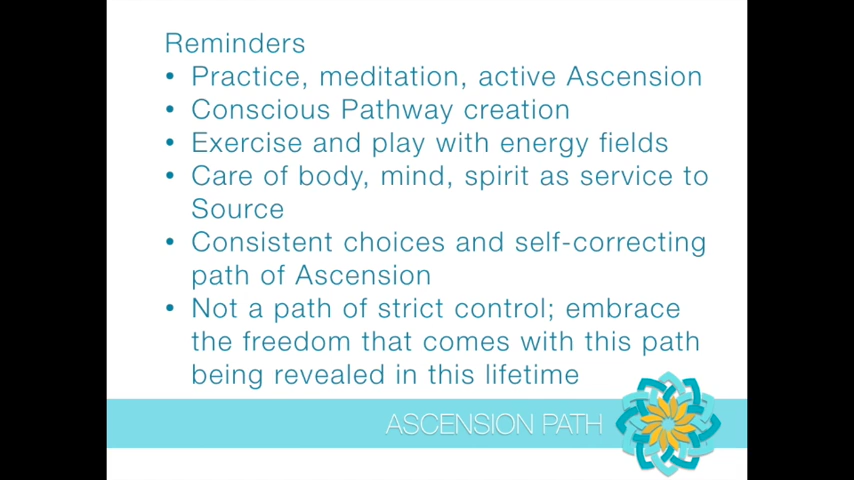 Reminders
• Practice, meditation, active Ascension
• Conscious Pathway creation
• Exercise and play with energy fields
• Care of body, mind, spirit as service to
Source
• Consistent choices and self-correcting
path of Ascension
• Not a path of strict control; embrace
the freedom that comes with this path
being revealed in this lifetime
ASCENSION PATH